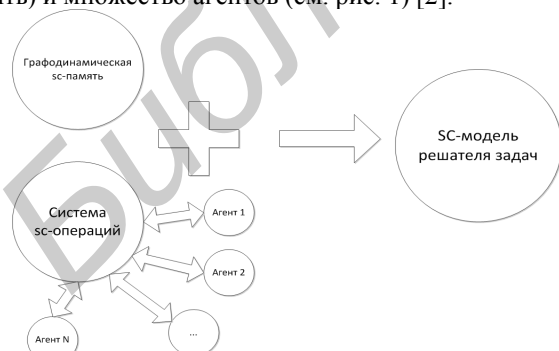 ть) и множество агентов (см. рис. 1) [2].
Графодинамическая
sc-память
SC-модель
решателя задач
Система
sc-операций
Агент 1
Агент 2
...
Агент N
Библ